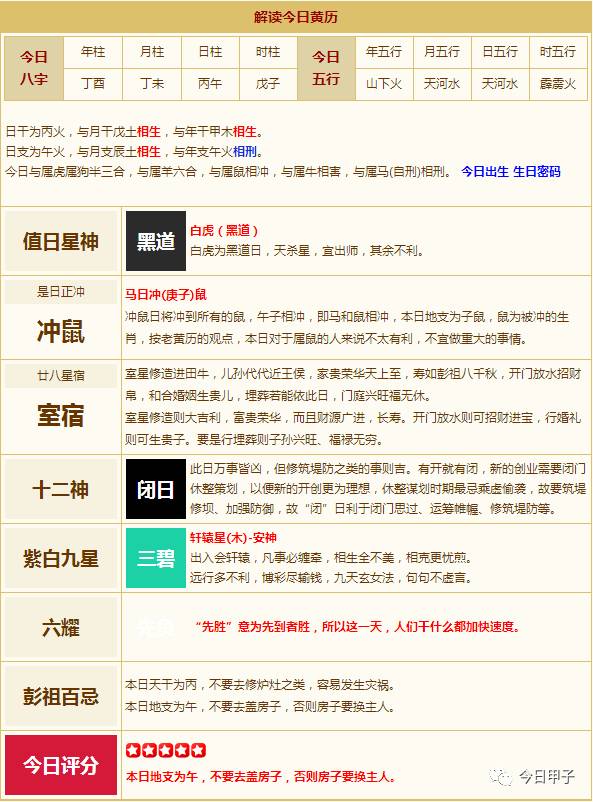 解读今日黄历
今日八字 年柱 月柱 日柱 时柱 今日五行 年五行 月五行 日五行 时五行
丁酉 丁未 丙午 戊子 山下火 天河水 天河水 霹雳火
日干为丙火，与月干戊土相生，与年干甲木相生。
日支为午火，与月支辰土相生，与年支午火相刑。
今日与属虎属狗半三合，与属羊六合，与属鼠相冲，与属牛相害，与属马(自刑)相刑。 今日出生 生日密码
值日星神
黑道
白虎（黑道）
白虎为黑道日，天杀星，宜出师，其余不利。
是日正冲
冲鼠
马日冲(庚子)鼠
冲鼠日将冲到所有的鼠，午子相冲，即马和鼠相冲，本日地支为子鼠，鼠为被冲的生
肖，按老黄历的观点，本日对于属鼠的人来说不太有利，不宜做重大的事情。
廿八星宿
室宿
室星修造进田牛，儿孙代代近王侯，家贵荣华天上至，寿如彭祖八千秋，开门放水招财
帛，和合婚姻生贵儿，埋葬若能依此日，门庭兴旺福无休。
室星修造则大吉利，富贵荣华，而且财源广进，长寿。开门放水则可招财进宝，行婚礼
则可生贵子。要是行埋葬则子孙兴旺、福禄无穷。
十二神
闭日
此日万事皆凶，但修筑堤防之类的事则吉。有开就有闭，新的创业需要闭门
休整策划，以便新的开创更为理想，休整谋划时期最忌乘虚偷袭，故要筑堤
修坝、加强防御，故“闭”日利于闭门思过、运筹帷幄、修筑堤防等。
紫白九星
三碧
轩辕星(木)-安神
出入会轩辕，凡事必缠牵，相生全不美，相克更忧煎。
远行多不利，博彩尽输钱，九天玄女法，句句不虚言。
六耀
“先胜”意为先到者胜，所以这一天，人们干什么都加快速度。
彭祖百忌
本日天干为丙，不要去修炉灶之类，容易发生灾祸。
本日地支为午，不要去盖房子，否则房子要换主人。
今日评分
本日地支为午，不要去盖房子，否则房子要换主人。
今日甲子